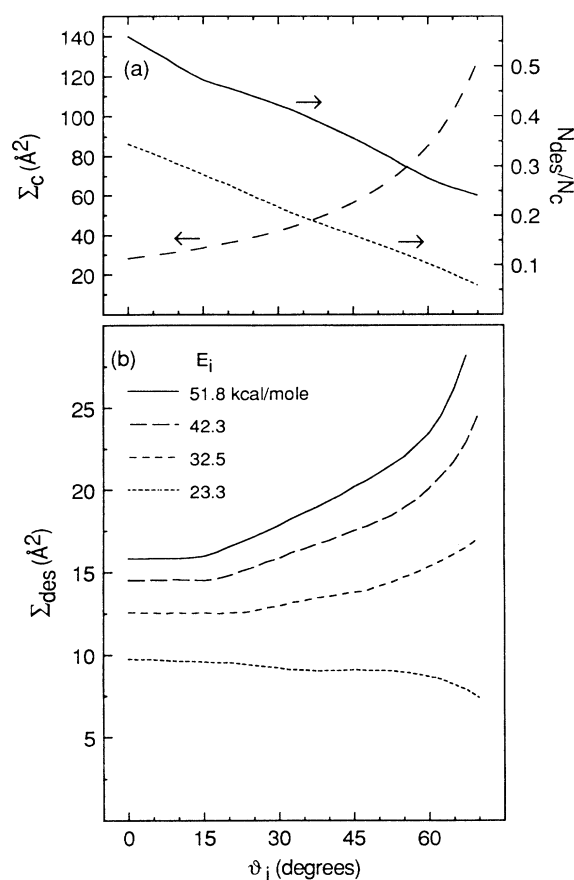 (a)
140
120
100
80
60
40
20
Σc (Å²)
0.5
0.4
0.3
0.2
0.1
Ndes/Nc
(b)
Ei
51.8 kcal/mole
42.3
32.5
23.3
25
20
15
10
5
Σdes (Å²)
0 15 30 45 60
ϑi (degrees)